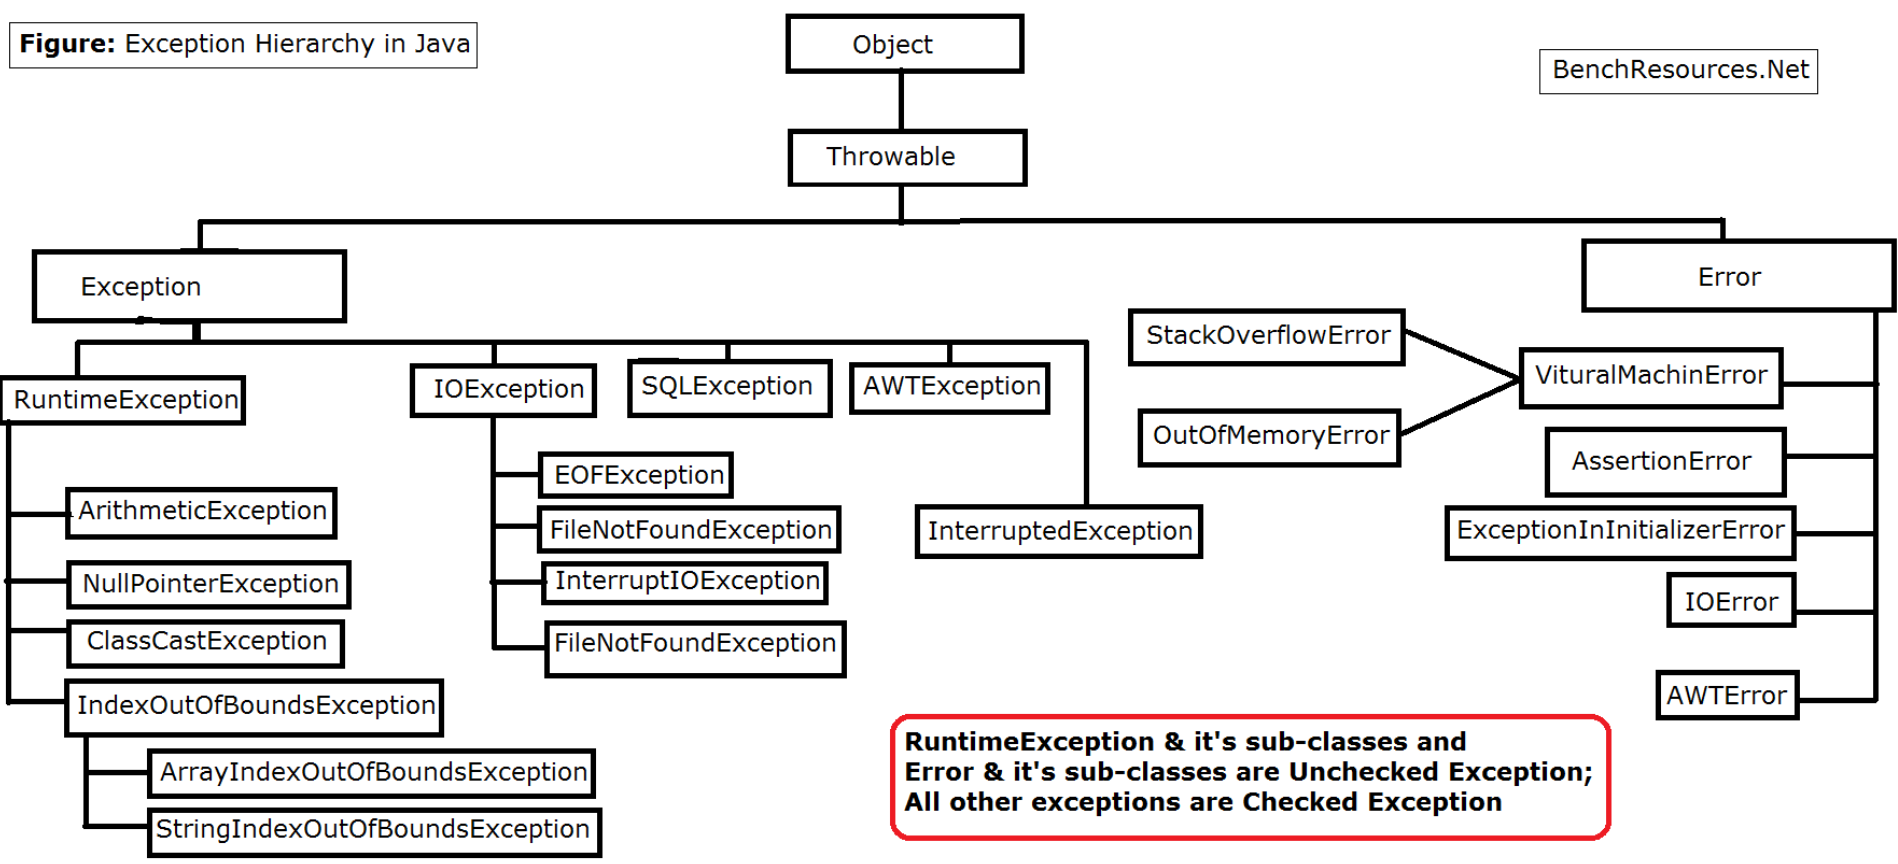 Figure: Exception Hierarchy in Java
Object
BenchResources.Net
Throwable
Exception
Error
StackOverflowError
VituralMachinError
RuntimeException
IOException
SQLException
AWTException
OutOfMemoryError
AssertionError
EOFException
ArithmeticException
FileNotFoundException
InterruptedException
ExceptionInInitializerError
NullPointerException
InterruptIOException
IOError
ClassCastException
FileNotFoundException
IndexOutOfBoundsException
AWTError
RuntimeException & it's sub-classes and
Error & it's sub-classes are Unchecked Exception;
All other exceptions are Checked Exception
ArrayIndexOutOfBoundsException
StringIndexOutOfBoundsException